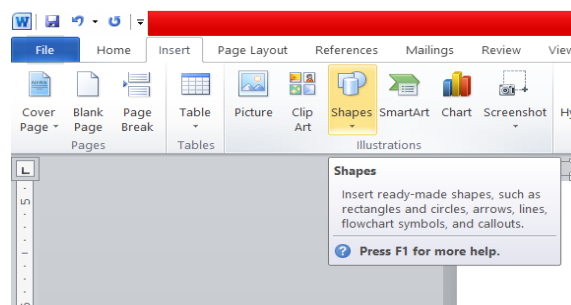 W
File Home Insert Page Layout References Mailings Review View
Cover Page Blank Page Page Break Table Picture Clip Art Shapes SmartArt Chart Screenshot Hy
Pages Tables Illustrations
L
Shapes
Insert ready-made shapes, such as
rectangles and circles, arrows, lines,
flowchart symbols, and callouts.
Press F1 for more help.